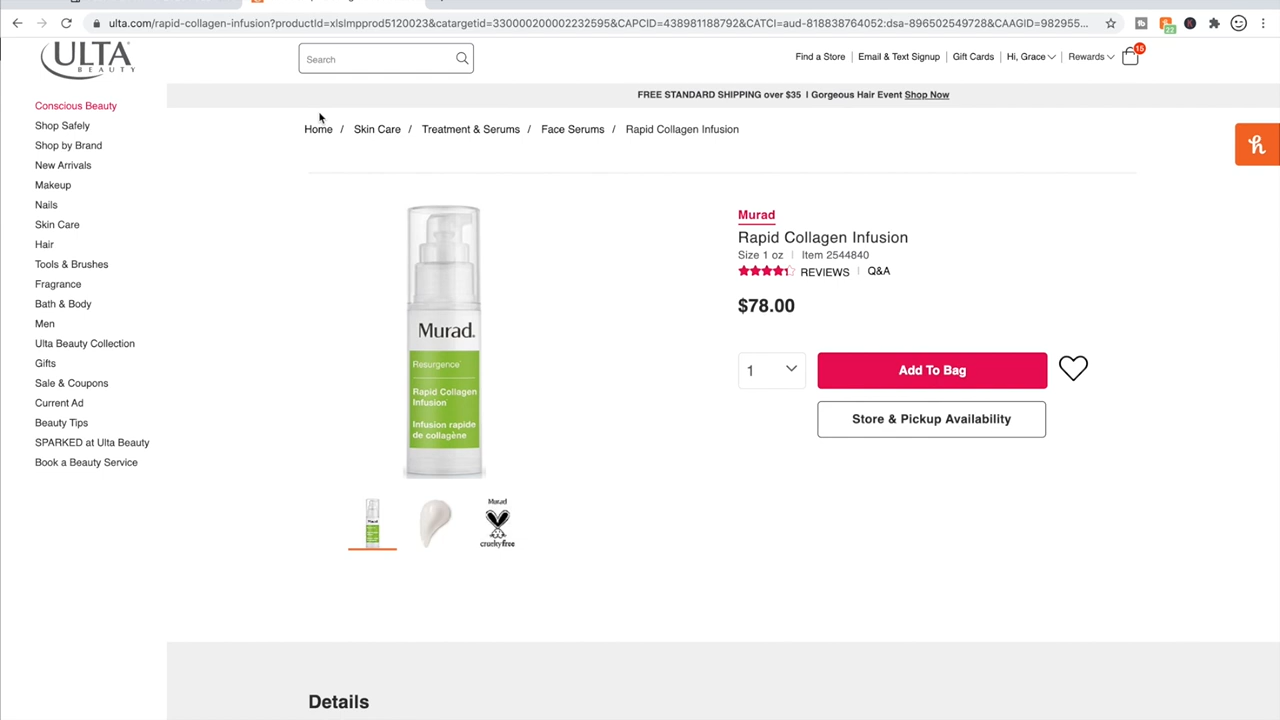 ulta.com/rapid-collagen-infusion?productId=xlsImpprod5120023&catargetid=330000200002232595&CAPCID=438981188792&CATCI=aud-818838764052:dsa-896502549728&CAAGID=982955...
22
ULTA
BEAUTY
Search
Find a Store
Email & Text Signup
Gift Cards
Hi, Grace
Rewards
15
FREE STANDARD SHIPPING over $35 | Gorgeous Hair Event Shop Now
Conscious Beauty
Shop Safely
Shop by Brand
New Arrivals
Makeup
Nails
Skin Care
Hair
Tools & Brushes
Fragrance
Bath & Body
Men
Ulta Beauty Collection
Gifts
Sale & Coupons
Current Ad
Beauty Tips
SPARKED at Ulta Beauty
Book a Beauty Service
Home / Skin Care / Treatment & Serums / Face Serums / Rapid Collagen Infusion
h
Murad.
Resurgence
Rapid Collagen
Infusion
Infusion rapide
de collagène
Murad
Rapid Collagen Infusion
Size 1 oz | Item 2544840
REVIEWS | Q&A
$78.00
1
Add To Bag
Store & Pickup Availability
Murad
crueltyfree
Details